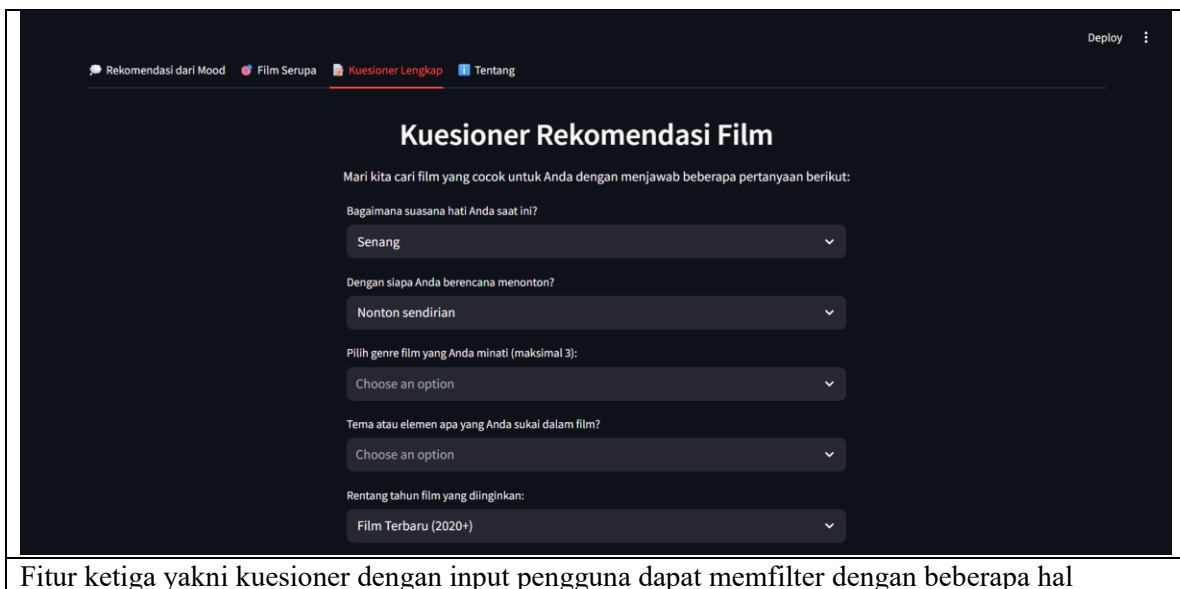 Deploy
Rekomendasi dari Mood Film Serupa Kuesioner Lengkap Tentang
Kuesioner Rekomendasi Film
Mari kita cari film yang cocok untuk Anda dengan menjawab beberapa pertanyaan berikut:
Bagaimana suasana hati Anda saat ini?
Senang
Dengan siapa Anda berencana menonton?
Nonton sendirian
Pilih genre film yang Anda minati (maksimal 3):
Choose an option
Tema atau elemen apa yang Anda sukai dalam film?
Choose an option
Rentang tahun film yang diinginkan:
Film Terbaru (2020+)
Fitur ketiga yakni kuesioner dengan input pengguna dapat memfilter dengan beberapa hal